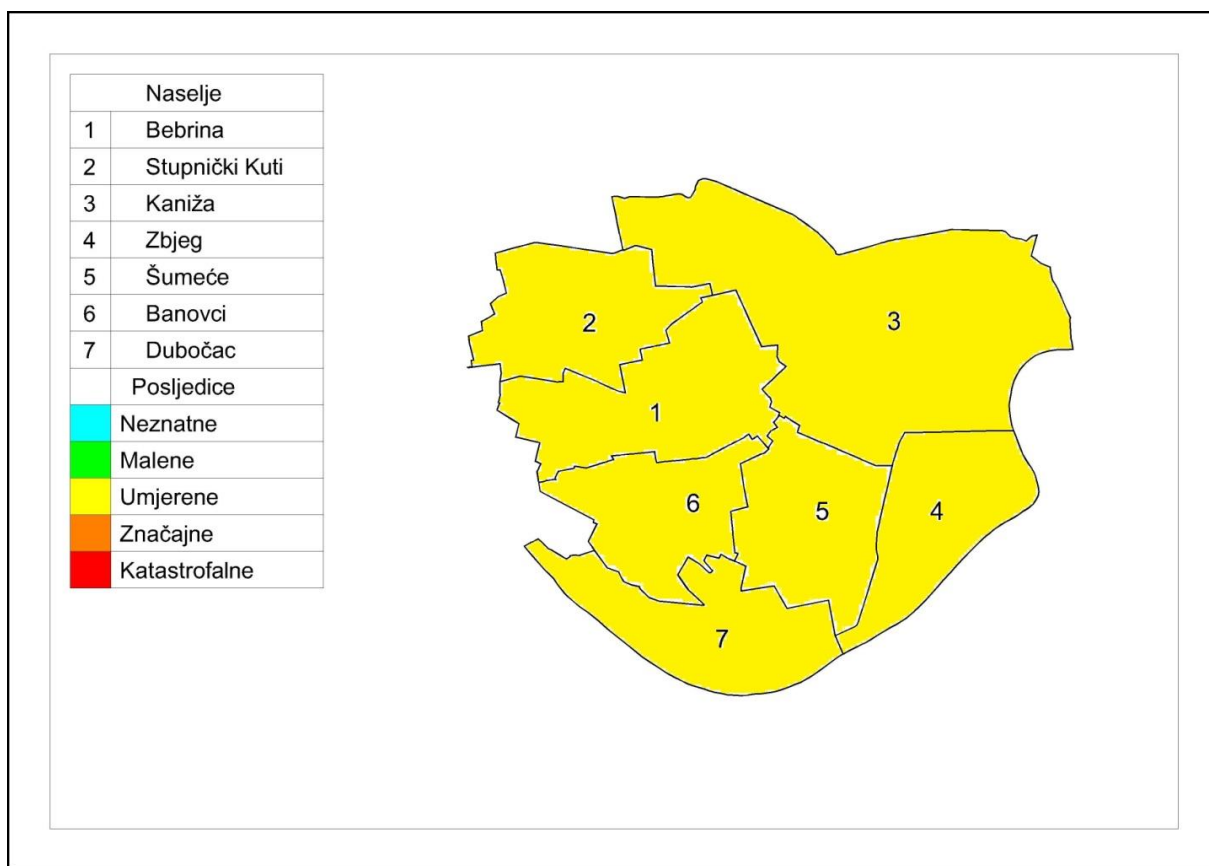 Naselje
1 Bebrina
2 Stupnički Kuti
3 Kaniža
4 Zbjeg
5 Šumeće
6 Banovci
7 Dubočac
Posljedice
Neznatne
Malene
Umjerene
Značajne
Katastrofalne
2
3
1
6
5
4
7